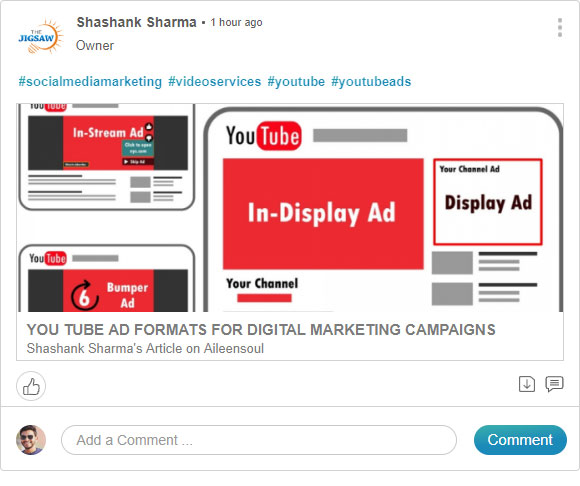 THE
JIGSAW
Shashank Sharma • 1 hour ago
Owner
#socialmediamarketing #videoservices #youtube #youtubeads
YouTube
In-Stream Ad
Click to open
Skip Ad
YouTube
Bumper
Ad
6
YouTube
In-Display Ad
Your Channel
Your Channel Ad
Display Ad
YOU TUBE AD FORMATS FOR DIGITAL MARKETING CAMPAIGNS
Shashank Sharma's Article on Aileensoul
Add a Comment ...
Comment